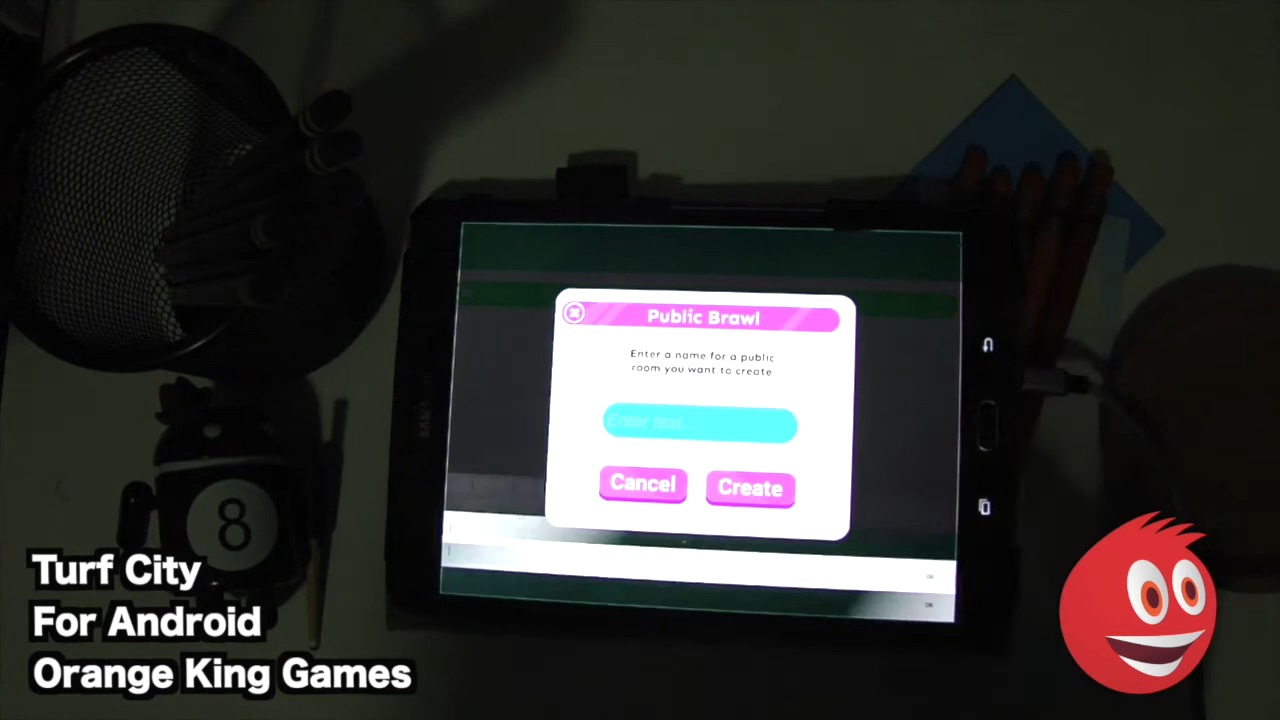 Public Brawl
Enter a name for a public
room you want to create
Enter text...
Cancel
Create
8
Turf City
For Android
Orange King Games